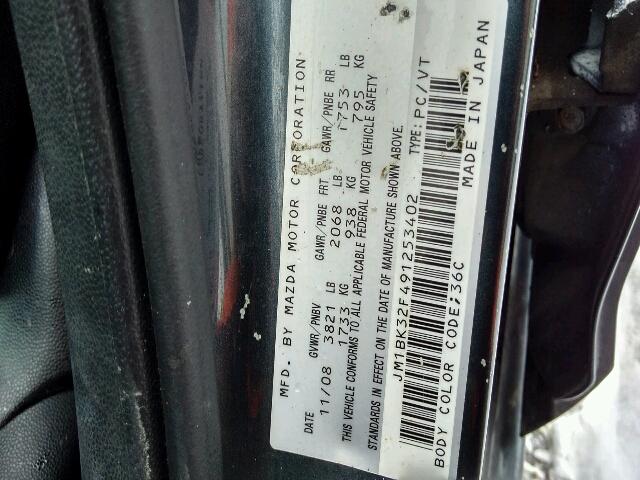 MFD. BY MAZDA MOTOR CORPORATION
DATE GVWR/PNBV GAWR/PNBE FRT GAWR/PNBE RR
11/08 3821 LB 2068 LB 1753 LB
1733 KG 938 KG 795 KG
THIS VEHICLE CONFORMS TO ALL APPLICABLE FEDERAL MOTOR VEHICLE SAFETY
STANDARDS IN EFFECT ON THE DATE OF MANUFACTURE SHOWN ABOVE.
JM1BK32F491253402 TYPE: PC/VT
BODY COLOR CODE;36C MADE IN JAPAN